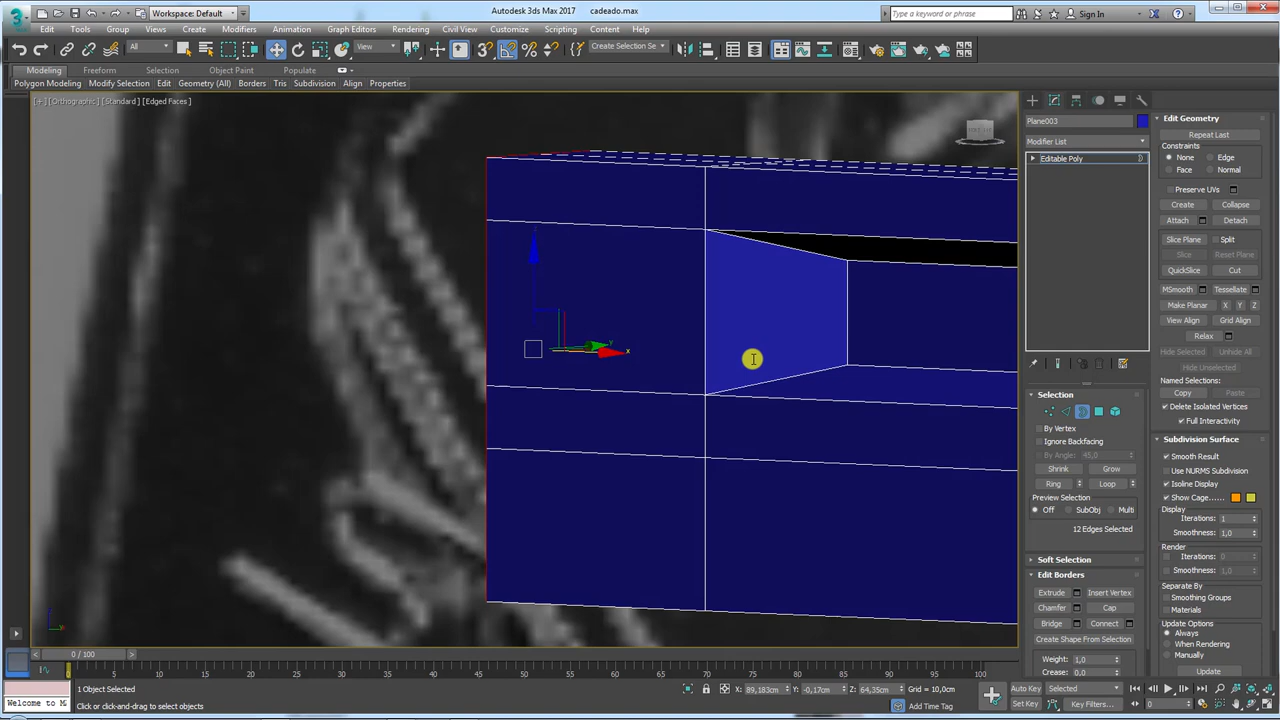 Workspace: Default
Autodesk 3ds Max 2017 cadeado.max
Type a keyword or phrase
Sign In
Edit Tools Group Views Create Modifiers Animation Graph Editors Rendering Civil View Customize Scripting Content Help
All
View
Create Selection Se
Modeling Freeform Selection Object Paint Populate
Polygon Modeling Modify Selection Edit Geometry (All) Borders Tris Subdivision Align Properties
[+] [Orthographic] [Standard] [Edged Faces]
Plane003
Modifier List
Editable Poly
Selection
By Vertex
Ignore Backfacing
By Angle: 45,0
Shrink Grow
Ring Loop
Preview Selection
Off SubObj Multi
12 Edges Selected
Soft Selection
Edit Borders
Extrude Insert Vertex
Chamfer Cap
Bridge Connect
Create Shape From Selection
Weight: 1,0
Crease: 0,0
Edit Geometry
Repeat Last
Constraints
None Edge
Face Normal
Preserve UVs
Create Collapse
Attach Detach
Slice Plane Split
Slice Reset Plane
QuickSlice Cut
MSmooth Tessellate
Make Planar X Y Z
View Align Grid Align
Relax
Hide Selected Unhide All
Hide Unselected
Named Selections:
Copy Paste
Delete Isolated Vertices
Full Interactivity
Subdivision Surface
Smooth Result
Use NURMS Subdivision
Isoline Display
Show Cage......
Display
Iterations: 1
Smoothness: 1,0
Render
Iterations: 0
Smoothness: 1,0
Separate By
Smoothing Groups
Materials
Update Options
Always
When Rendering
Manually
Update
x
y
0 / 100
0 5 10 15 20 25 30 35 40 45 50 55 60 65 70 75 80 85 90 95 100
Welcome to M
1 Object Selected
Click or click-and-drag to select objects
X: 89,183cm Y: -0,17cm Z: 64,35cm Grid = 10,0cm
Add Time Tag
Auto Key Selected
Set Key Key Filters...
0